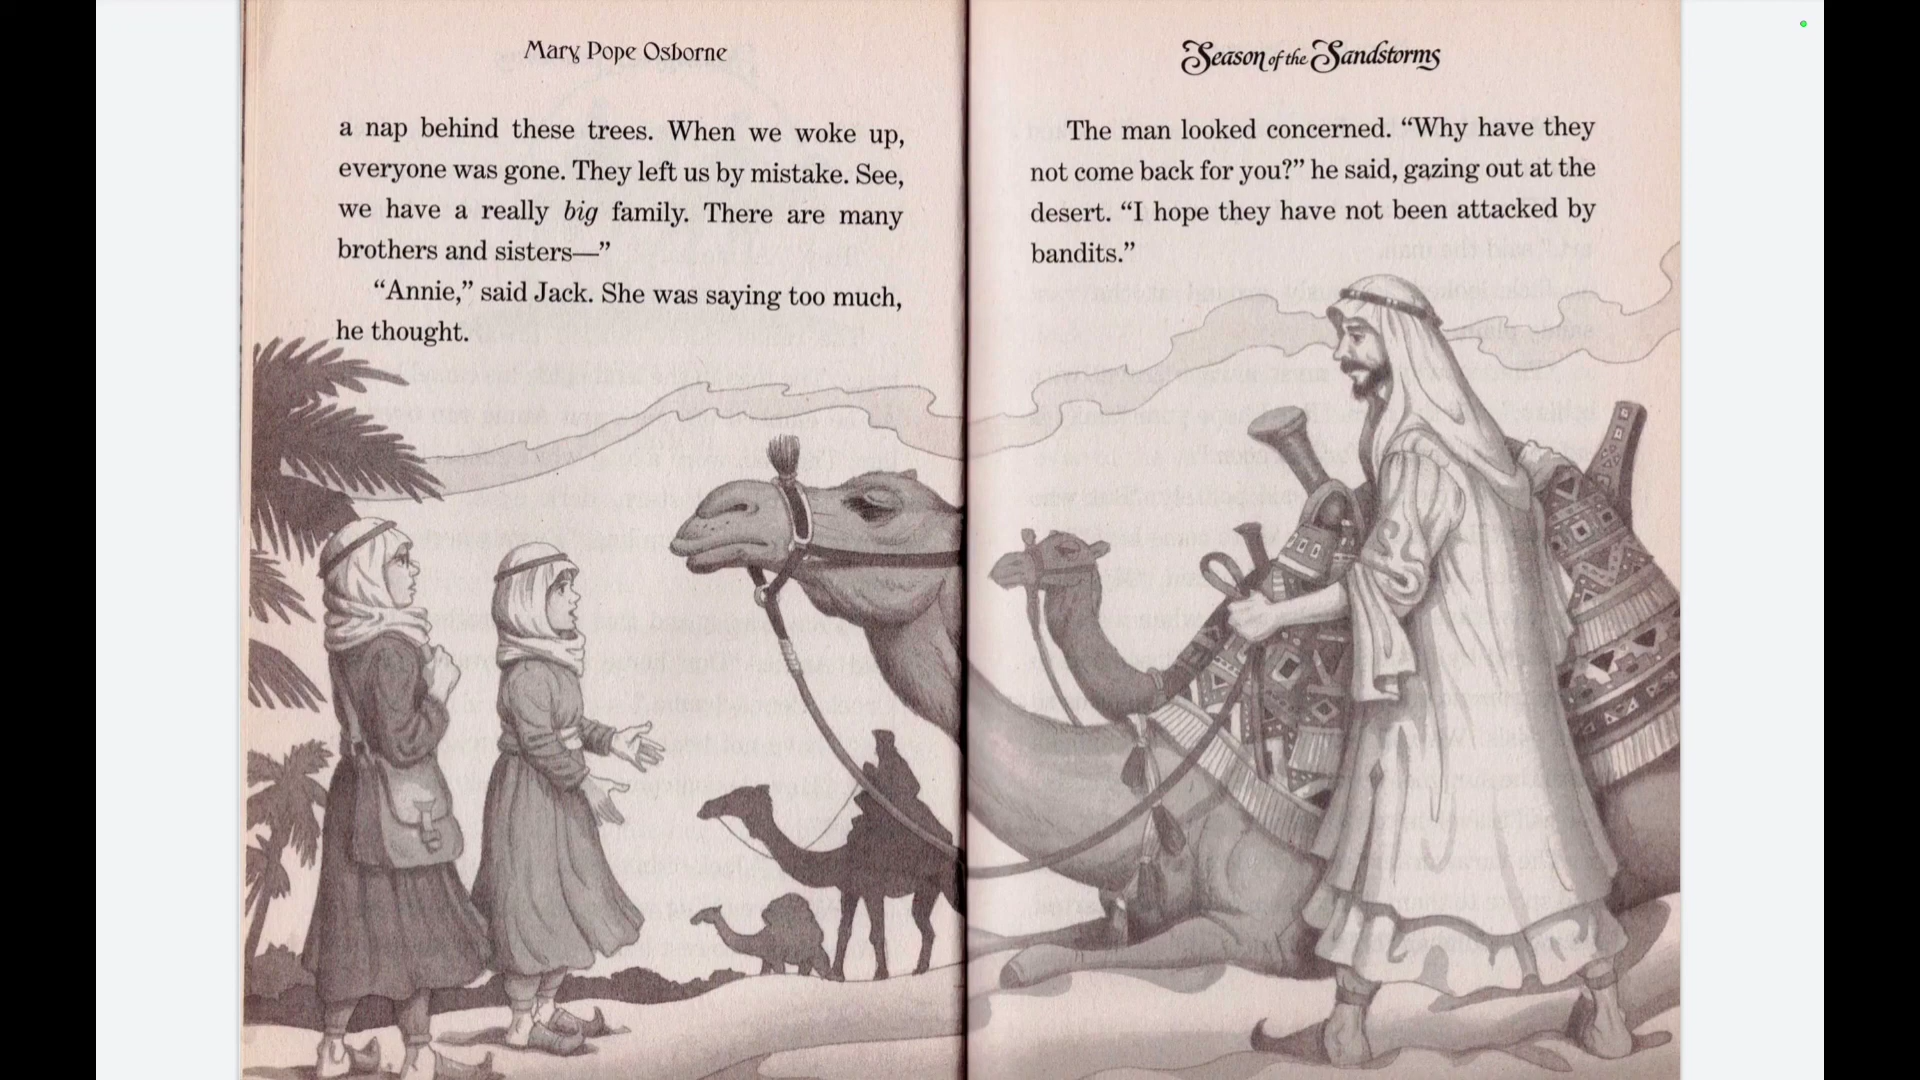 Mary Pope Osborne
a nap behind these trees. When we woke up,
everyone was gone. They left us by mistake. See,
we have a really big family. There are many
brothers and sisters—”
“Annie,” said Jack. She was saying too much,
he thought.
Season of the Sandstorms
The man looked concerned. “Why have they
not come back for you?” he said, gazing out at the
desert. “I hope they have not been attacked by
bandits.”